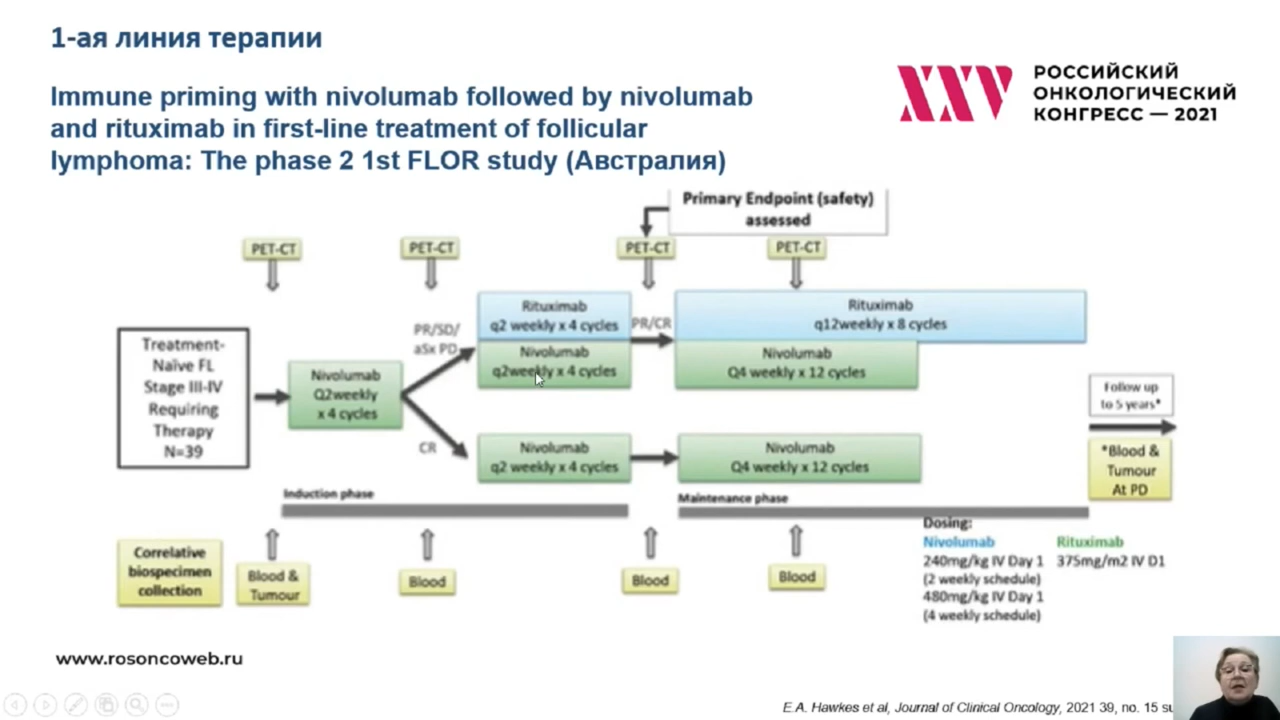 1-ая линия терапии
Immune priming with nivolumab followed by nivolumab
and rituximab in first-line treatment of follicular
lymphoma: The phase 2 1st FLOR study (Австралия)
XXV
РОССИЙСКИЙ
ОНКОЛОГИЧЕСКИЙ
КОНГРЕСС — 2021
Primary Endpoint (safety)
assessed
PET-CT
PET-CT
PET-CT
PET-CT
Treatment-
Naïve FL
Stage III-IV
Requiring
Therapy
N=39
Nivolumab
Q2weekly
x 4 cycles
PR/SD/
aSx PD
CR
Rituximab
q2 weekly x 4 cycles
Nivolumab
q2weekly x 4 cycles
PR/CR
Rituximab
q12weekly x 8 cycles
Nivolumab
Q4 weekly x 12 cycles
Nivolumab
q2 weekly x 4 cycles
Nivolumab
Q4 weekly x 12 cycles
Follow up
to 5 years*
*Blood &
Tumour
At PD
Induction phase
Maintenance phase
Correlative
biospecimen
collection
Blood &
Tumour
Blood
Blood
Blood
Dosing:
Nivolumab
240mg/kg IV Day 1
(2 weekly schedule)
480mg/kg IV Day 1
(4 weekly schedule)
Rituximab
375mg/m2 IV D1
www.rosoncoweb.ru
E.A. Hawkes et al, Journal of Clinical Oncology, 2021 39, no. 15